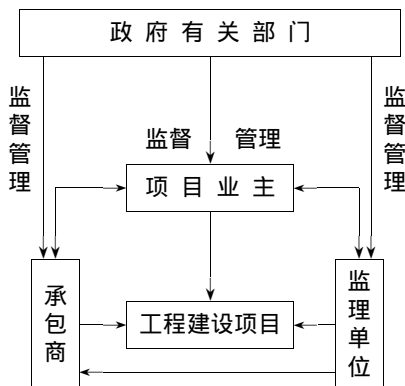 政府有关部门
监督管理
监督 管理
监督管理
项目业主
承包商
工程建设项目
监理单位